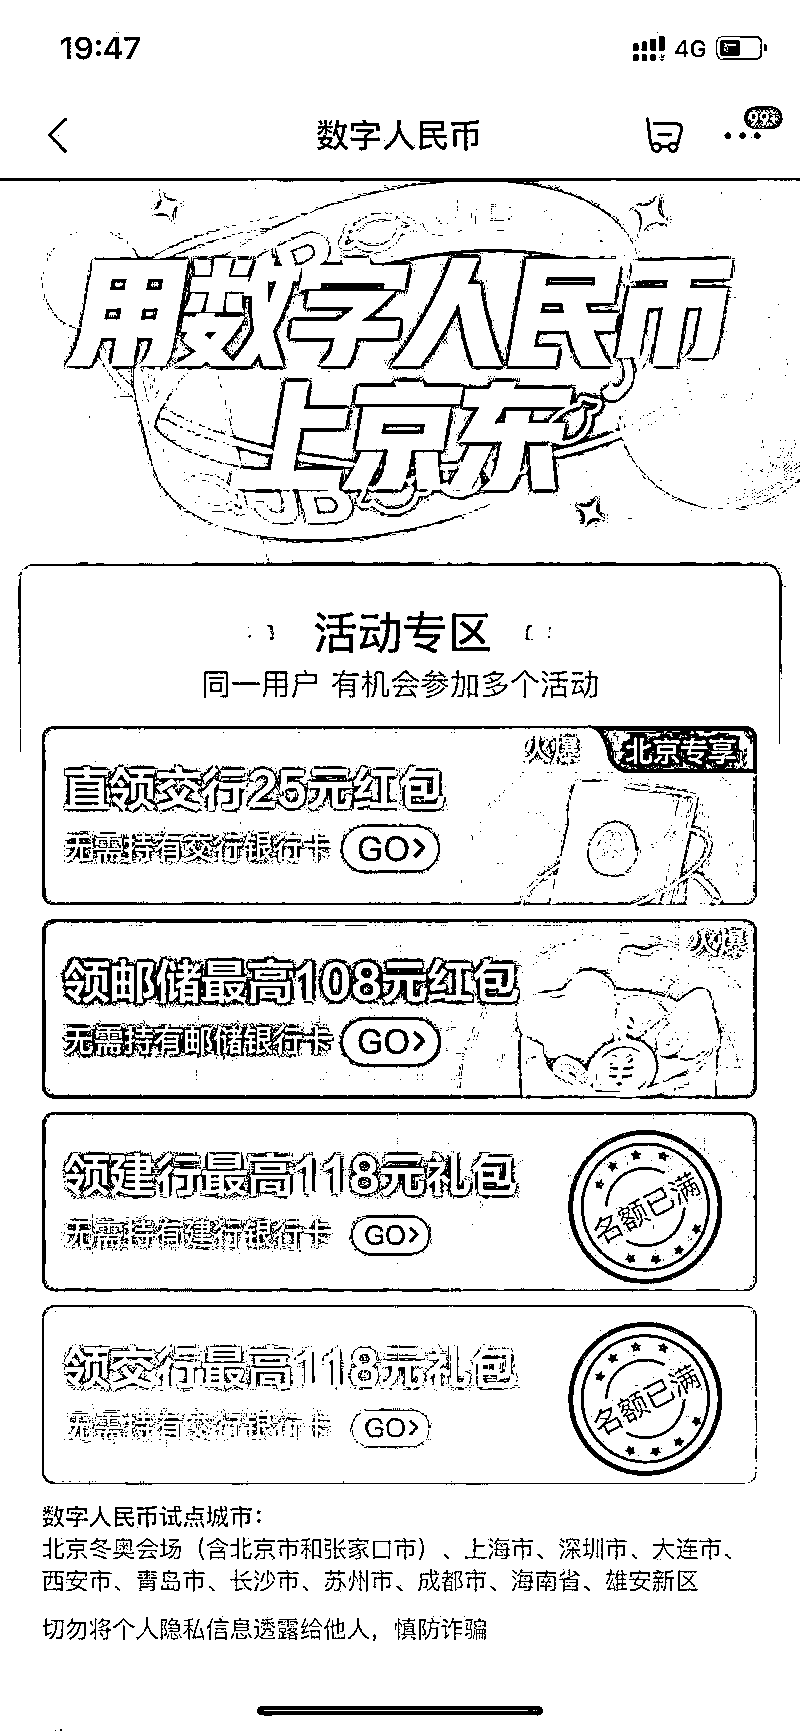 19:47
4G
数字人民币
99+
用数字人民币
上京东
活动专区
同一用户 有机会参加多个活动
火爆
北京专享
直领交行25元红包
无需持有交行银行卡 GO>
火爆
领邮储最高108元红包
无需持有邮储银行卡 GO>
领建行最高118元礼包
无需持有建行银行卡 GO>
名额已满
领交行最高118元礼包
无需持有交行银行卡 GO>
名额已满
数字人民币试点城市：
北京冬奥会场（含北京市和张家口市）、上海市、深圳市、大连市、
西安市、青岛市、长沙市、苏州市、成都市、海南省、雄安新区
切勿将个人隐私信息透露给他人，慎防诈骗